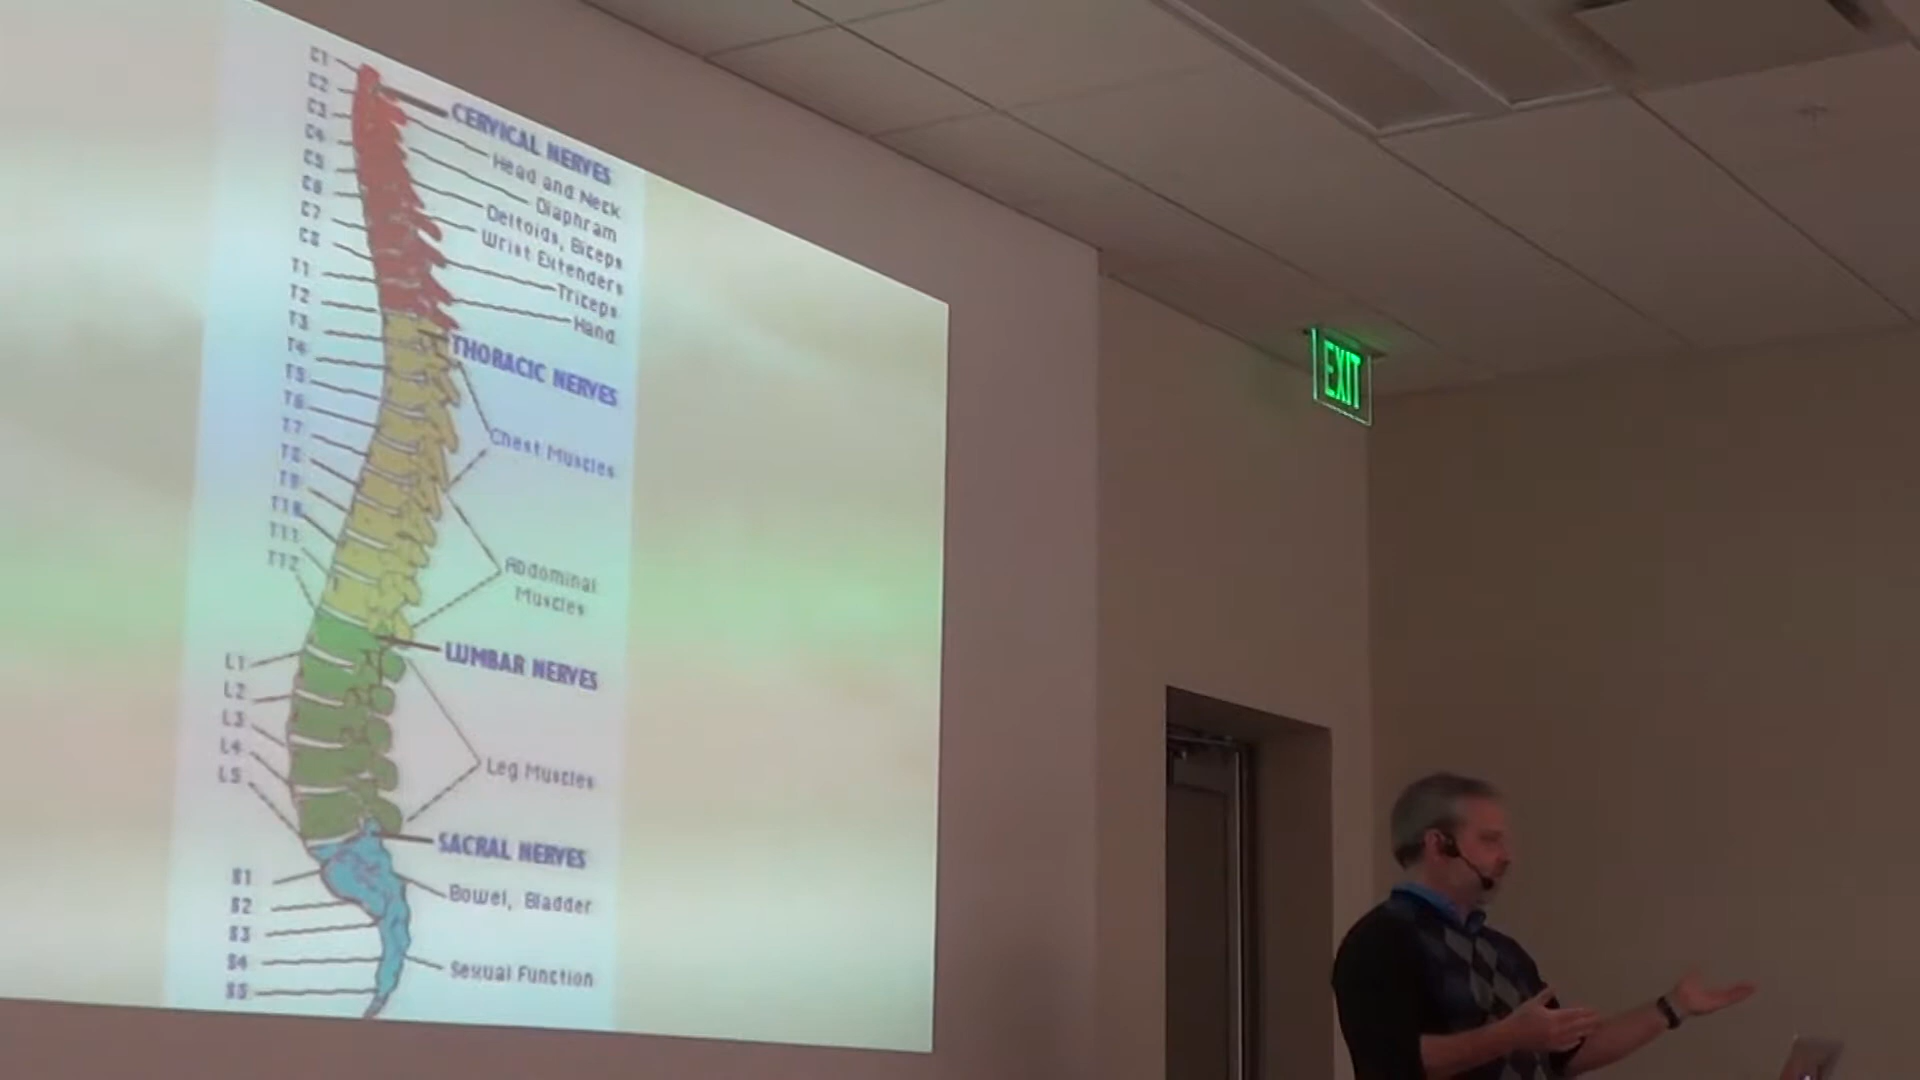 C1
C2
C3
C4
C5
C6
C7
C8
T1
T2
T3
T4
T5
T6
T7
T8
T9
T10
T11
T12
L1
L2
L3
L4
L5
S1
S2
S3
S4
S5
CERVICAL NERVES
Head and Neck
Diaphram
Deltoids, Biceps
Wrist Extenders
Triceps
Hand
THORACIC NERVES
Chest Muscles
Abdominal
Muscles
LUMBAR NERVES
Leg Muscles
SACRAL NERVES
Bowel, Bladder
Sexual Function
EXIT